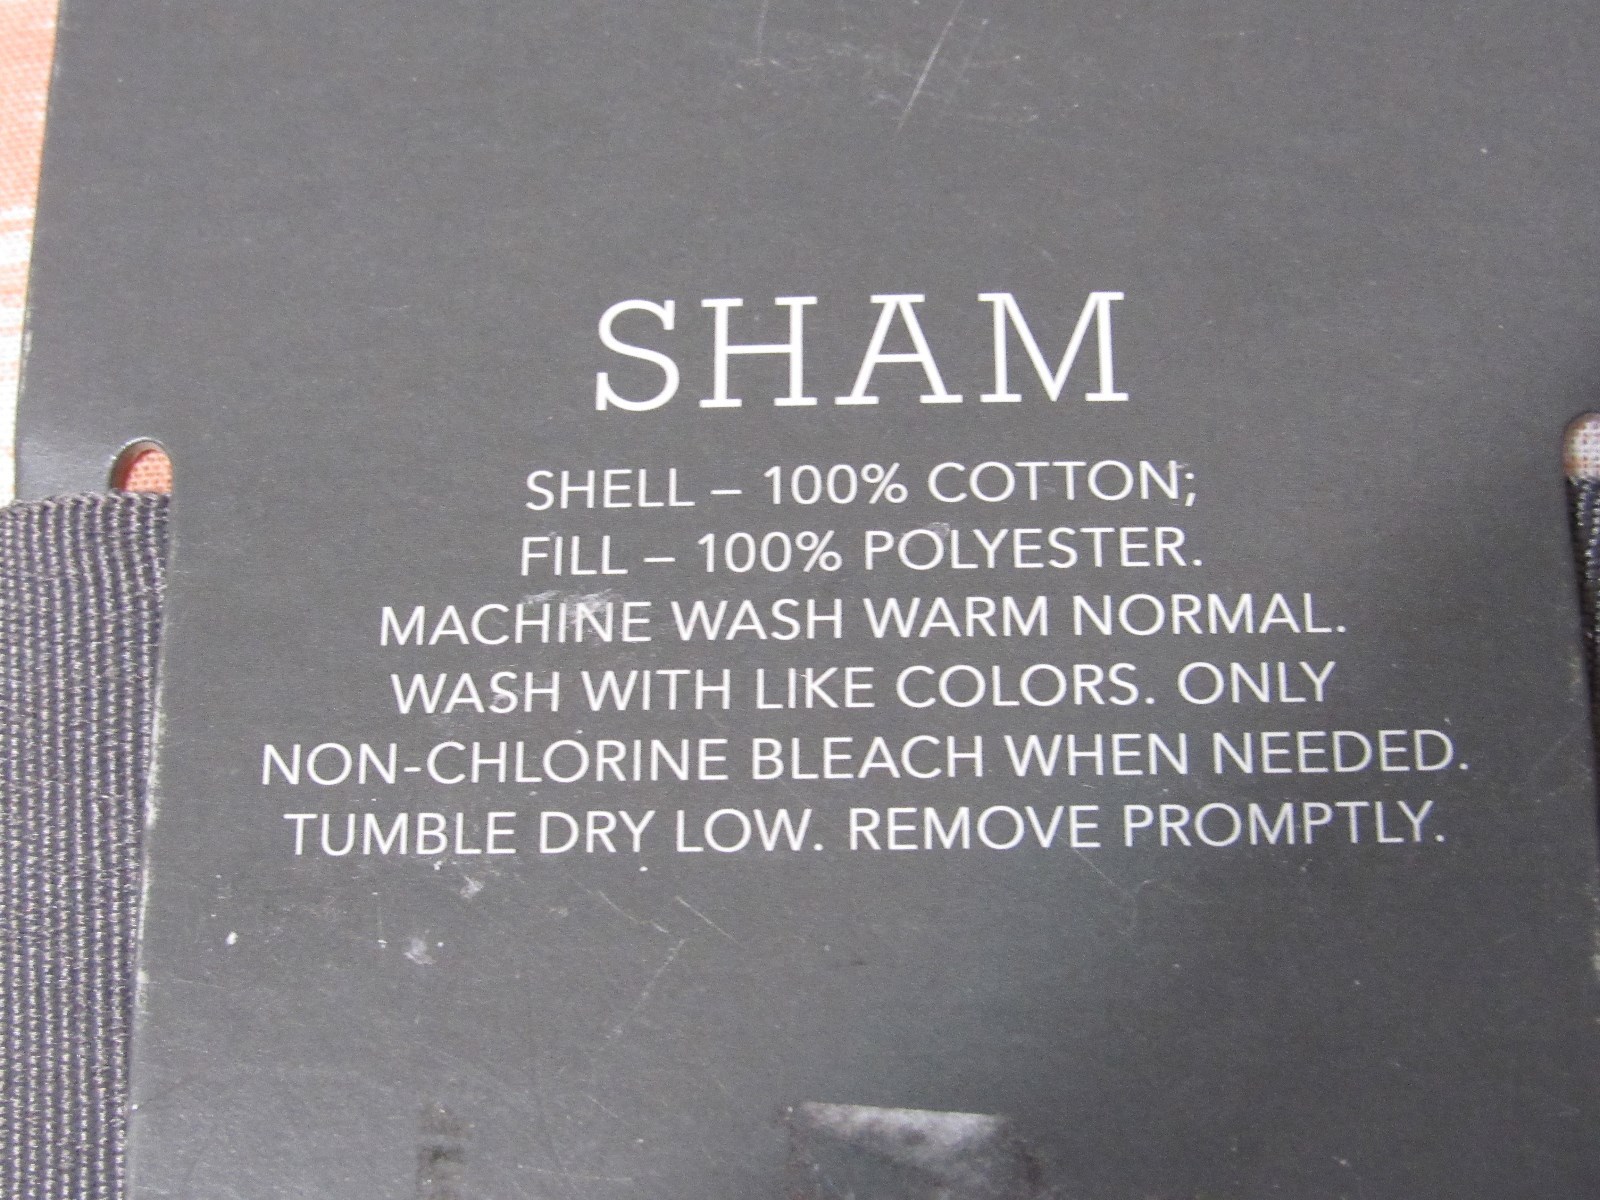 SHAM
SHELL – 100% COTTON;
FILL – 100% POLYESTER.
MACHINE WASH WARM NORMAL.
WASH WITH LIKE COLORS. ONLY
NON-CHLORINE BLEACH WHEN NEEDED.
TUMBLE DRY LOW. REMOVE PROMPTLY.